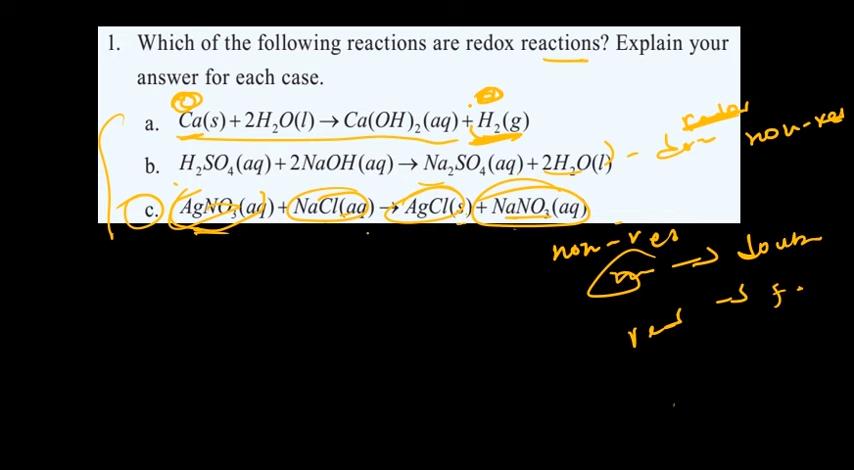 1. Which of the following reactions are redox reactions? Explain your
answer for each case.
a. Ca(s)+2H₂O(l)→Ca(OH)₂(aq)+H₂(g)
b. H₂SO₄(aq)+2NaOH(aq)→Na₂SO₄(aq)+2H₂O(l)
non-res
c. AgNO₃(aq)+NaCl(aq)→AgCl(s)+NaNO₃(aq)
non-res